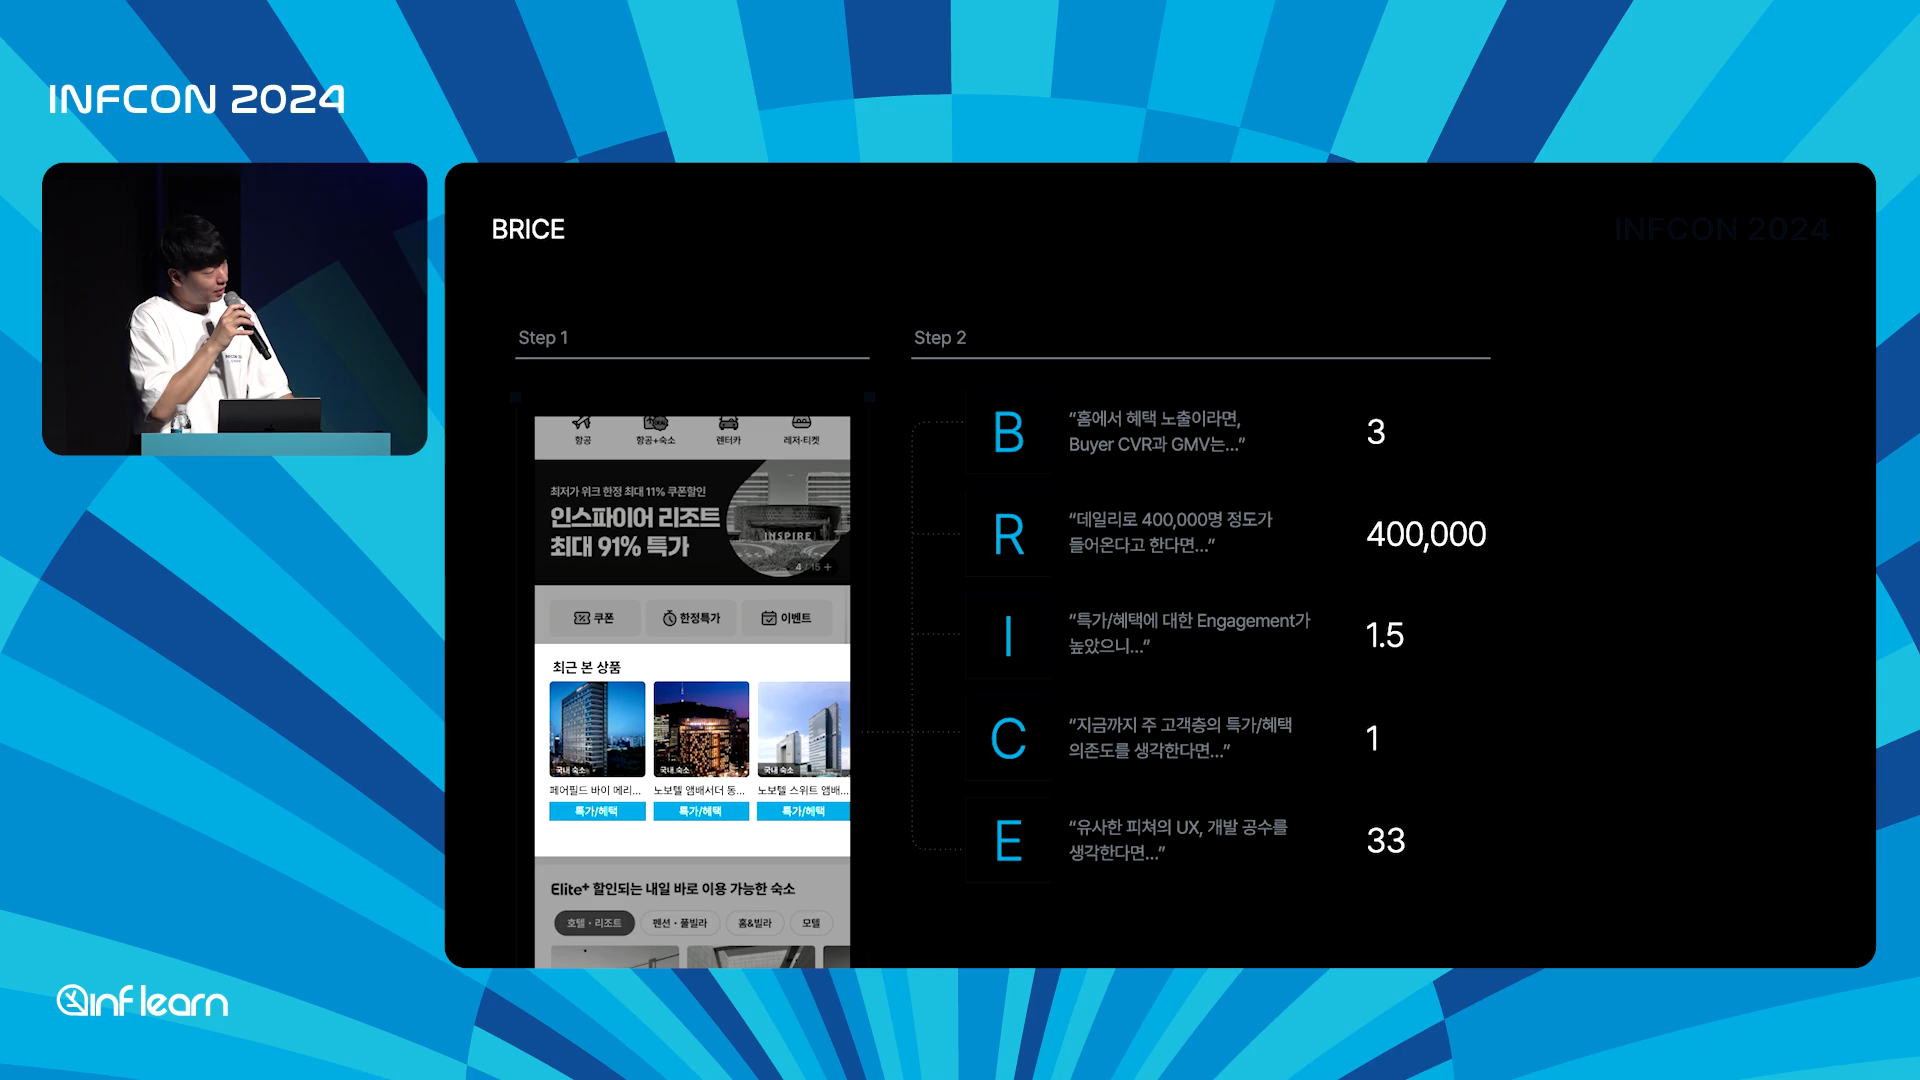 INFCON 2024
BRICE
INFCON 2024
Step 1
항공
항공+숙소
렌터카
레저·티켓
최저가 위크 한정 최대 11% 쿠폰할인
인스파이어 리조트
최대 91% 특가
INSPIRE
4 / 15 +
쿠폰
한정특가
이벤트
최근 본 상품
국내 숙소
국내 숙소
국내 숙소
페어필드 바이 메리...
노보텔 앰배서더 동...
노보텔 스위트 앰배...
특가/혜택
특가/혜택
특가/혜택
Elite+ 할인되는 내일 바로 이용 가능한 숙소
호텔・리조트
펜션・풀빌라
홈&빌라
모텔
Step 2
B
“홈에서 혜택 노출이라면,
Buyer CVR과 GMV는...”
3
R
“데일리로 400,000명 정도가
들어온다고 한다면...”
400,000
I
“특가/혜택에 대한 Engagement가
높았으니...”
1.5
C
“지금까지 주 고객층의 특가/혜택
의존도를 생각한다면...”
1
E
“유사한 피쳐의 UX, 개발 공수를
생각한다면...”
33
inflearn